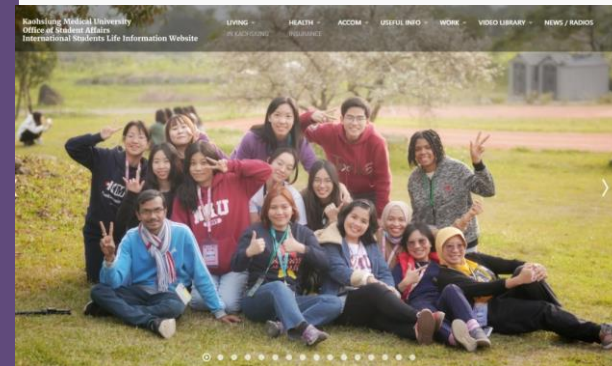 Kaohsiung Medical University
Office of Student Affairs
International Students Life Information Website
LIVING
IN KAOHSIUNG
HEALTH
INSURANCE
ACCOM
USEFUL INFO
WORK
VIDEO LIBRARY
NEWS / RADIOS